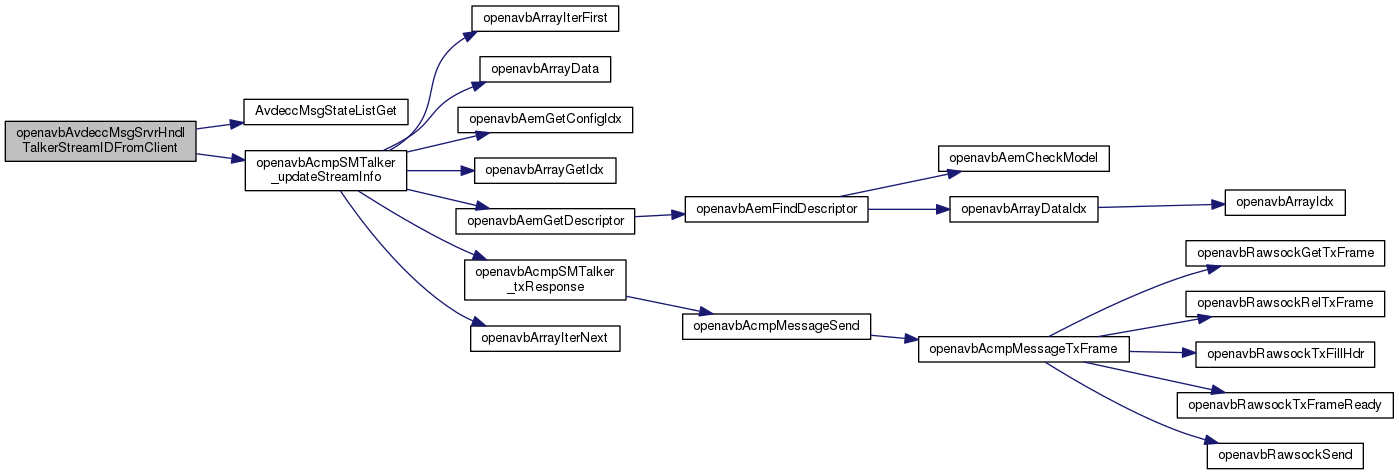 openavbAvdeccMsgSrvrHndl
TalkerStreamIDFromClient
AvdeccMsgStateListGet
openavbAcmpSMTalker
_updateStreamInfo
openavbArrayIterFirst
openavbArrayData
openavbAemGetConfigIdx
openavbArrayGetIdx
openavbAemGetDescriptor
openavbAcmpSMTalker
_txResponse
openavbArrayIterNext
openavbAemFindDescriptor
openavbAcmpMessageSend
openavbAemCheckModel
openavbArrayDataIdx
openavbAcmpMessageTxFrame
openavbArrayIdx
openavbRawsockGetTxFrame
openavbRawsockRelTxFrame
openavbRawsockTxFillHdr
openavbRawsockTxFrameReady
openavbRawsockSend